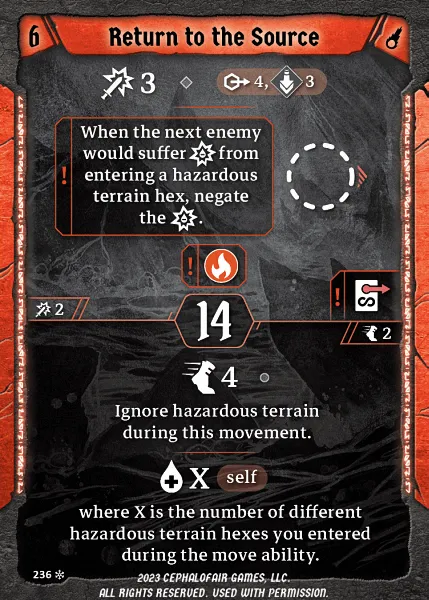 6 Return to the Source
3 4, 3
When the next enemy
would suffer from
entering a hazardous
terrain hex, negate
the .
!
!
!
2
14
2
4
Ignore hazardous terrain
during this movement.
X self
where X is the number of different
hazardous terrain hexes you entered
during the move ability.
236
2023 CEPHALOFAIR GAMES, LLC.
ALL RIGHTS RESERVED. USED WITH PERMISSION.